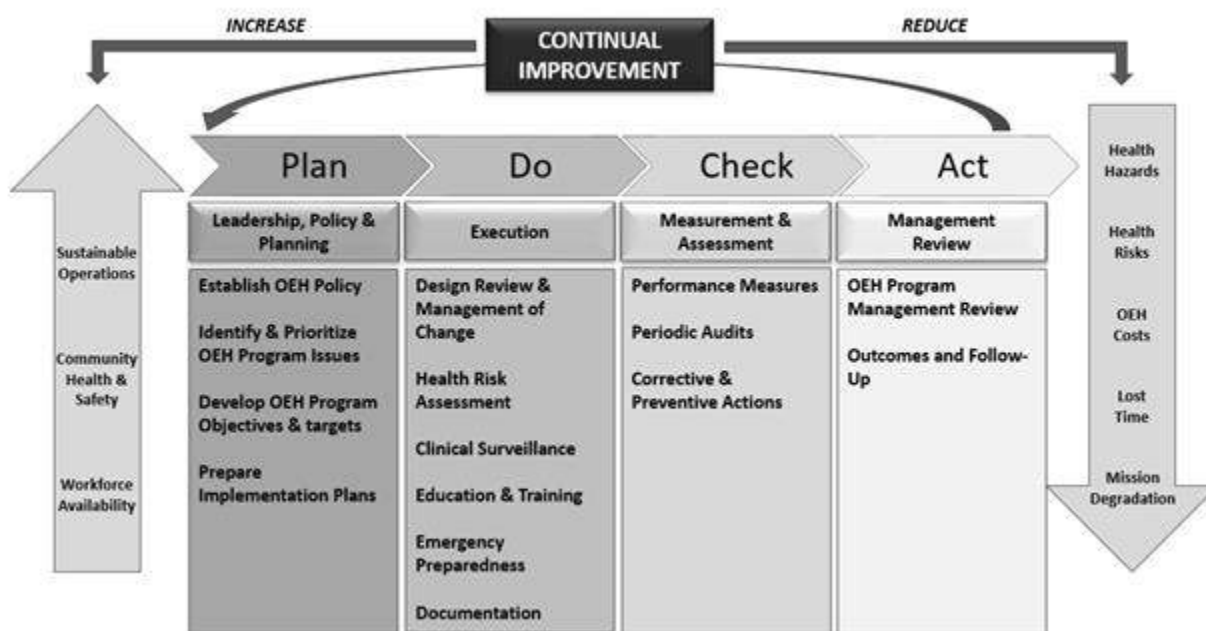 INCREASE
CONTINUAL
IMPROVEMENT
REDUCE
Plan
Do
Check
Act
Leadership, Policy &
Planning
Execution
Measurement &
Assessment
Management
Review
Sustainable
Operations
Community
Health &
Safety
Workforce
Availability
Establish OEH Policy
Identify & Prioritize
OEH Program Issues
Develop OEH Program
Objectives & targets
Prepare
Implementation Plans
Design Review &
Management of
Change
Health Risk
Assessment
Clinical Surveillance
Education & Training
Emergency
Preparedness
Documentation
Performance Measures
Periodic Audits
Corrective &
Preventive Actions
OEH Program
Management Review
Outcomes and Follow-
Up
Health
Hazards
Health
Risks
OEH
Costs
Lost
Time
Mission
Degradation